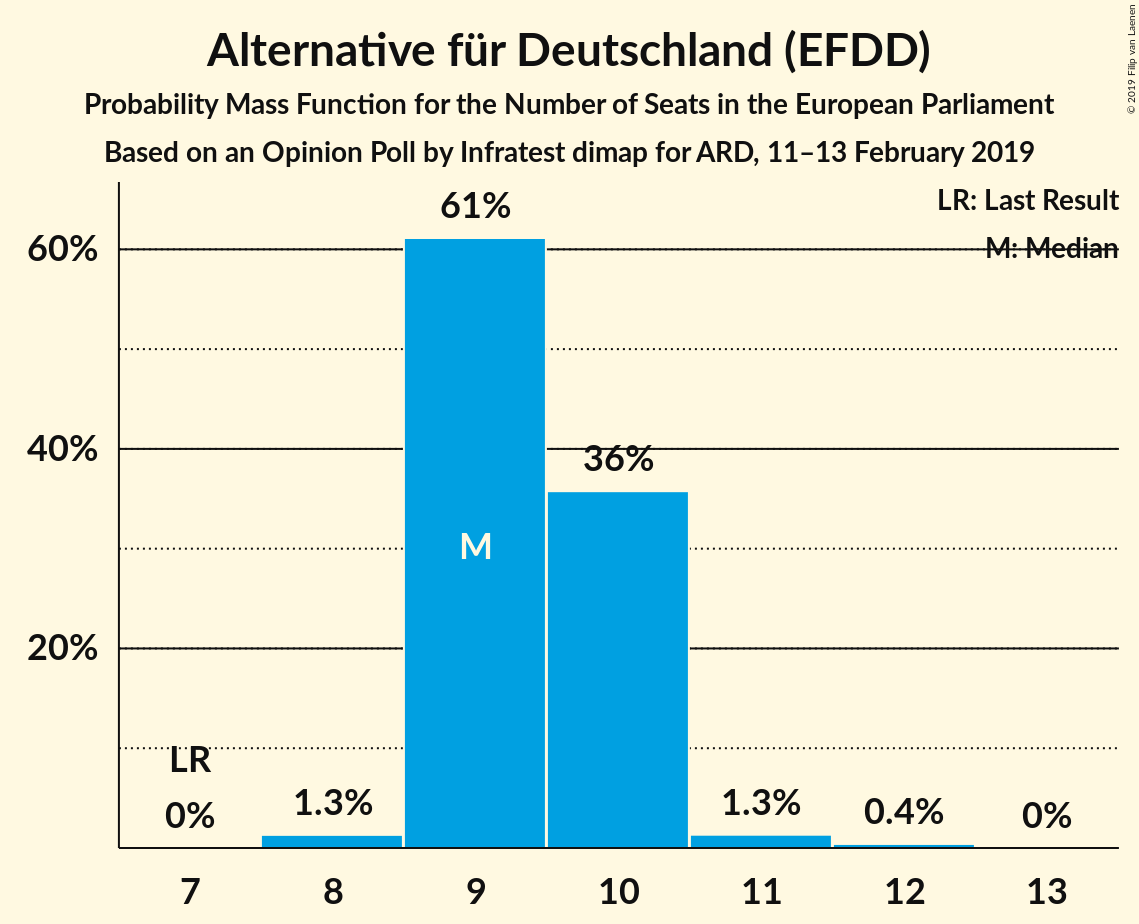 Alternative für Deutschland (EFDD)
Probability Mass Function for the Number of Seats in the European Parliament
Based on an Opinion Poll by Infratest dimap for ARD, 11–13 February 2019
© 2019 Filip van Laenen
LR: Last Result
M: Median
60%
40%
20%
61%
36%
M
LR
0%
1.3%
1.3%
0.4%
0%
7 8 9 10 11 12 13